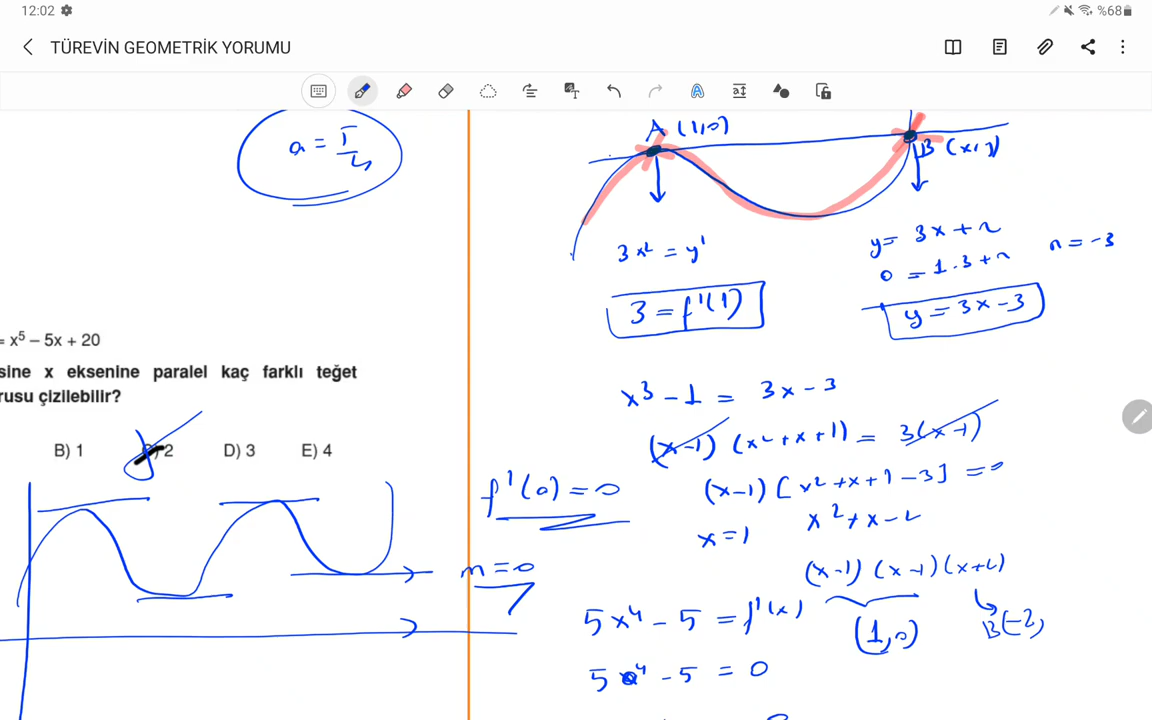 12:02 %68
TÜREVİN GEOMETRİK YORUMU
a = π/4
= x⁵ – 5x + 20
sine x eksenine paralel kaç farklı teğet
rusu çizilebilir?
B) 1 2 D) 3 E) 4
A (1,0)
B (x,y)
3x² = y'
3 = f'(1)
y = 3x + n
0 = 1.3 + n
n = -3
y = 3x - 3
x³ - 1 = 3x - 3
(x-1) (x²+x+1) = 3(x-1)
(x-1) [x²+x+1-3] = 0
x=1 x²+x-2
(x-1) (x-1)(x+2)
(1,0) B(-2,
f'(a) = 0
m = 0
5x⁴ - 5 = f'(x)
5a⁴ - 5 = 0